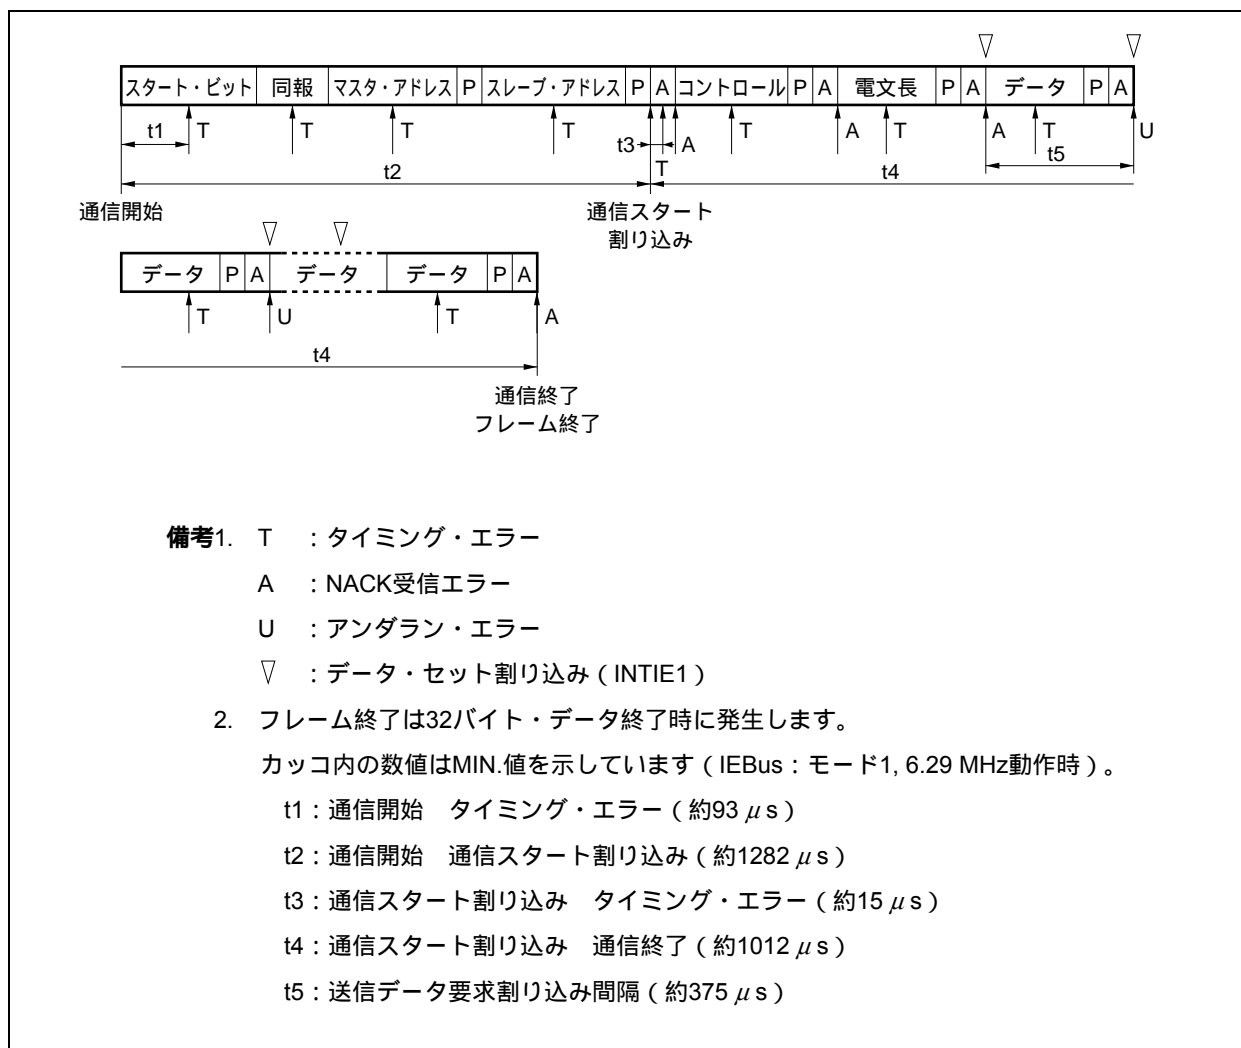 スタート・ビット 同報 マスタ・アドレス P スレーブ・アドレス P A コントロール P A 電文長 P A データ P A
t1 T T T T t3 A T A T A T U
T t5
t2 t4
通信開始 通信スタート
割り込み
データ P A データ データ P A
T U T A
t4
通信終了
フレーム終了
備考1. T :タイミング・エラー
A :NACK受信エラー
U :アンダラン・エラー
▽ :データ・セット割り込み(INTIE1)
2. フレーム終了は32バイト・データ終了時に発生します。
カッコ内の数値はMIN.値を示しています(IEBus:モード1, 6.29 MHz動作時)。
t1:通信開始 タイミング・エラー(約93 μs)
t2:通信開始 通信スタート割り込み(約1282 μs)
t3:通信スタート割り込み タイミング・エラー(約15 μs)
t4:通信スタート割り込み 通信終了(約1012 μs)
t5:送信データ要求割り込み間隔(約375 μs)